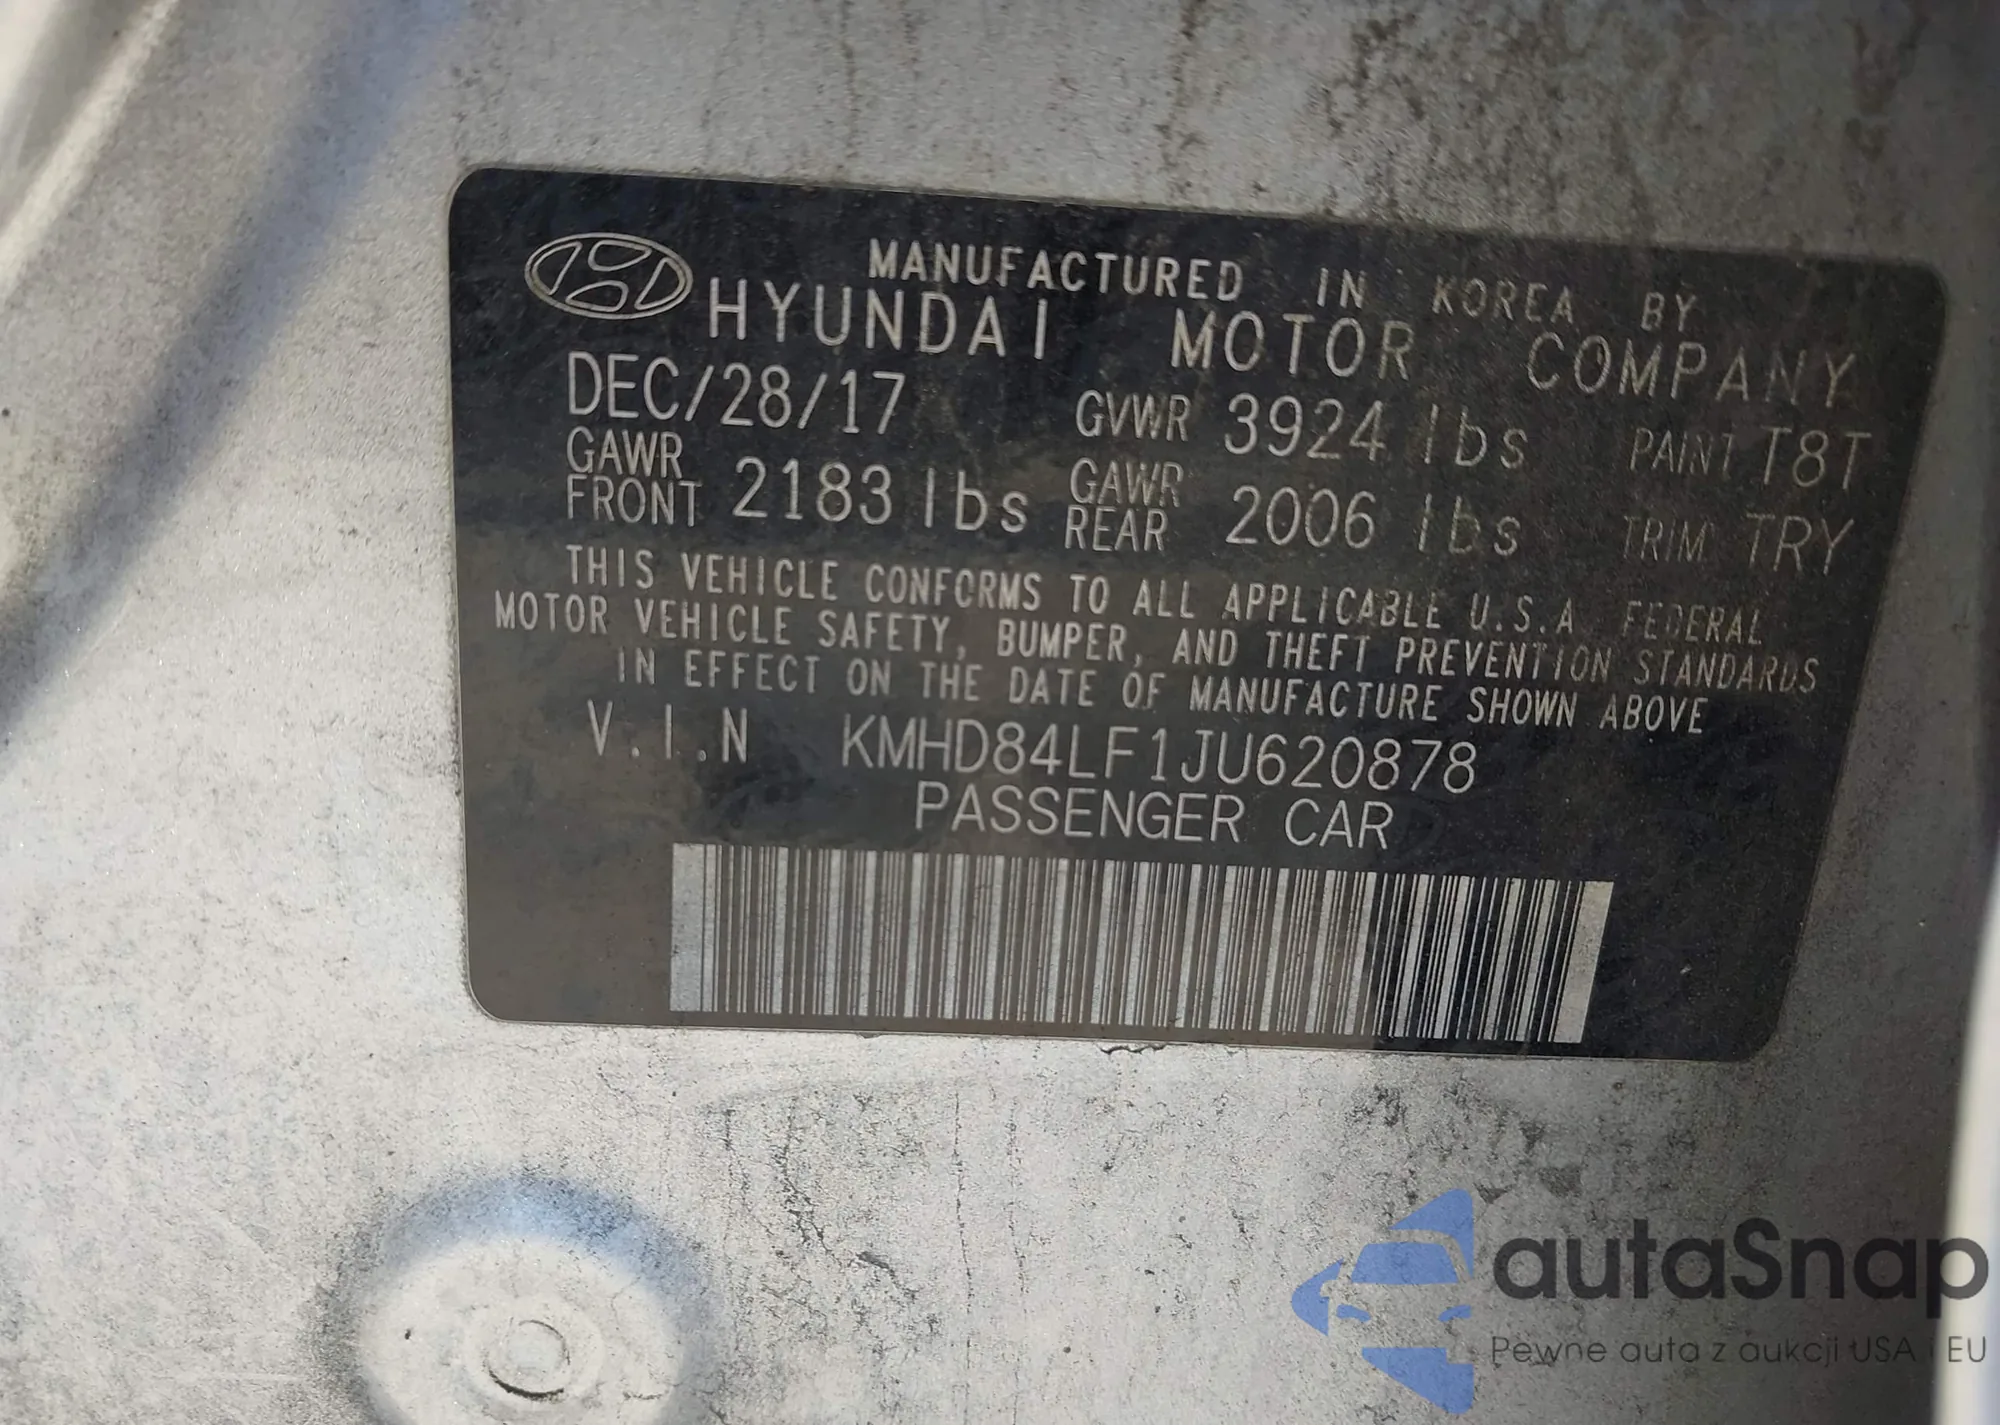 MANUFACTURED IN KOREA BY
HYUNDAI MOTOR COMPANY
DEC/28/17 GVWR 3924 lbs PAINT T8T
GAWR FRONT 2183 lbs GAWR REAR 2006 lbs TRIM TRY
THIS VEHICLE CONFORMS TO ALL APPLICABLE U.S.A FEDERAL
MOTOR VEHICLE SAFETY, BUMPER, AND THEFT PREVENTION STANDARDS
IN EFFECT ON THE DATE OF MANUFACTURE SHOWN ABOVE
V.I.N KMHD84LF1JU620878
PASSENGER CAR
autaSnap
Pewne auta z aukcji USA i EU